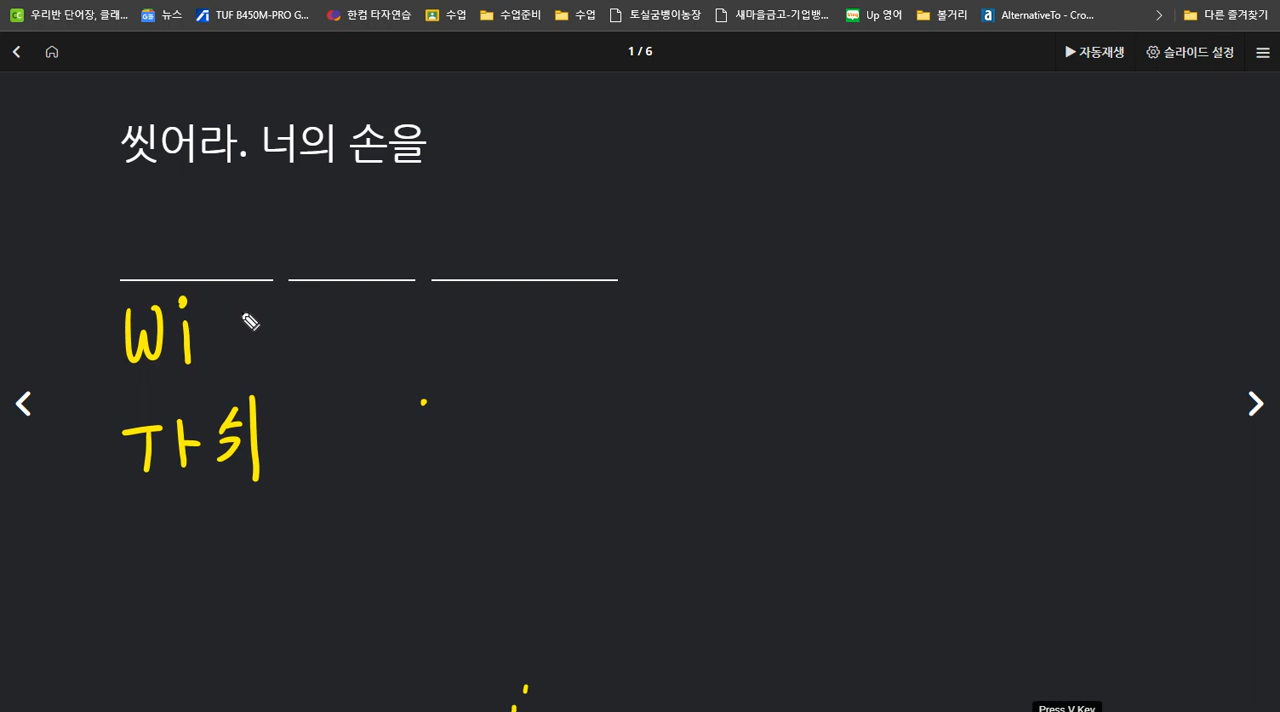 우리반 단어장, 클래... 뉴스 TUF B450M-PRO G... 한컴 타자연습 수업 수업준비 수업 토실굼벵이농장 새마을금고-기업뱅... Up 영어 볼거리 AlternativeTo - Cro... 다른 즐겨찾기
1 / 6 자동재생 슬라이드 설정
씻어라. 너의 손을
Wi
Press V Key